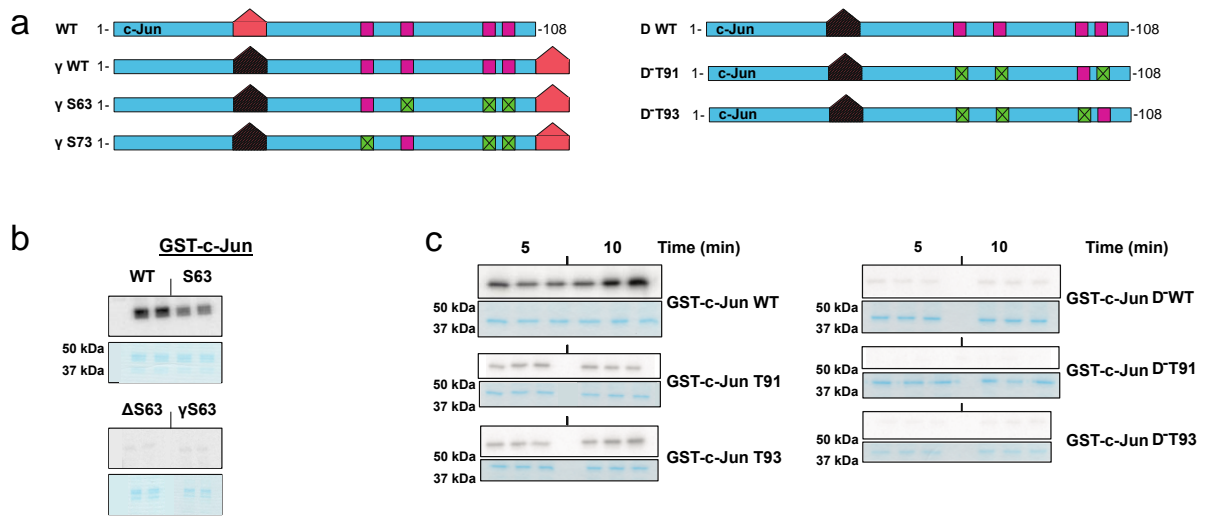 a
WT 1- c-Jun -108
γ WT 1-
γ S63 1-
γ S73 1-
D WT 1- c-Jun -108
D-T91 1- c-Jun -108
D-T93 1- c-Jun -108
b
GST-c-Jun
WT S63
50 kDa
37 kDa
ΔS63 γS63
c
5 10 Time (min)
GST-c-Jun WT
50 kDa
37 kDa
GST-c-Jun T91
50 kDa
37 kDa
GST-c-Jun T93
50 kDa
37 kDa
5 10 Time (min)
GST-c-Jun D-WT
50 kDa
37 kDa
GST-c-Jun D-T91
50 kDa
37 kDa
GST-c-Jun D-T93
50 kDa
37 kDa